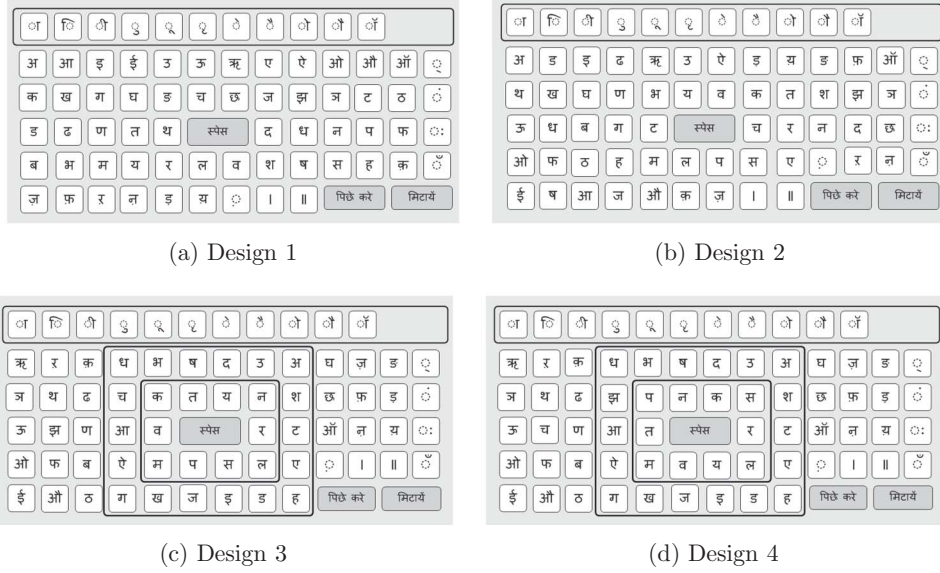 ा ि ी ु ू ृ े ै ो ौ ॉ
अ आ इ ई उ ऊ ऋ ए ऐ ओ औ ऑ ्
क ख ग घ ङ च छ ज झ ञ ट ठ ं
ड ढ ण त थ स्पेस द ध न प फ ः
ब भ म य र ल व श ष स ह क़ ँ
ज़ फ़ ऱ ऩ ड़ य़ ़ । ॥ पिछे करे मिटायें
(a) Design 1
ा ि ी ु ू ृ े ै ो ौ ॉ
अ ड इ ढ ऋ उ ऐ ड़ य़ ङ फ़ ऑ ्
थ ख घ ण भ य व क त श झ ञ ं
ऊ ध ब ग ट स्पेस च र न द छ ः
ओ फ ठ ह म ल प स ए ़ ऱ ऩ ँ
ई ष आ ज औ क़ ज़ । ॥ पिछे करे मिटायें
(b) Design 2
ा ि ी ु ू ृ े ै ो ौ ॉ
ऋ ऱ क़ ध भ ष द उ अ घ ज़ ङ ्
ञ थ ढ च क त य न श छ फ़ ड़ ं
ऊ झ ण आ व स्पेस र ट ऑ ऩ य़ ः
ओ फ ब ऐ म प स ल ए ़ । ॥ ँ
ई औ ठ ग ख ज इ ड ह पिछे करे मिटायें
(c) Design 3
ा ि ी ु ू ृ े ै ो ौ ॉ
ऋ ऱ क़ ध भ ष द उ अ घ ज़ ङ ्
ञ थ ढ झ प न क स श छ फ़ ड़ ं
ऊ च ण आ त स्पेस र ट ऑ ऩ य़ ः
ओ फ ब ऐ म व य ल ए ़ । ॥ ँ
ई औ ठ ग ख ज इ ड ह पिछे करे मिटायें
(d) Design 4